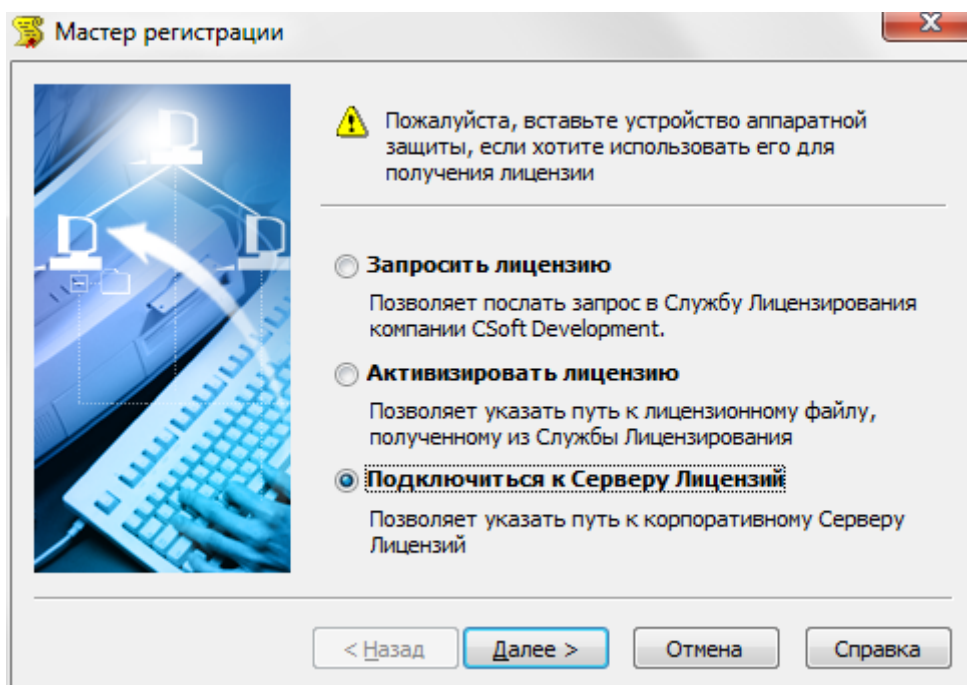 Мастер регистрации
Пожалуйста, вставьте устройство аппаратной
защиты, если хотите использовать его для
получения лицензии
Запросить лицензию
Позволяет послать запрос в Службу Лицензирования
компании CSoft Development.
Активизировать лицензию
Позволяет указать путь к лицензионному файлу,
полученному из Службы Лицензирования
Подключиться к Серверу Лицензий
Позволяет указать путь к корпоративному Серверу
Лицензий
< Назад Далее > Отмена Справка